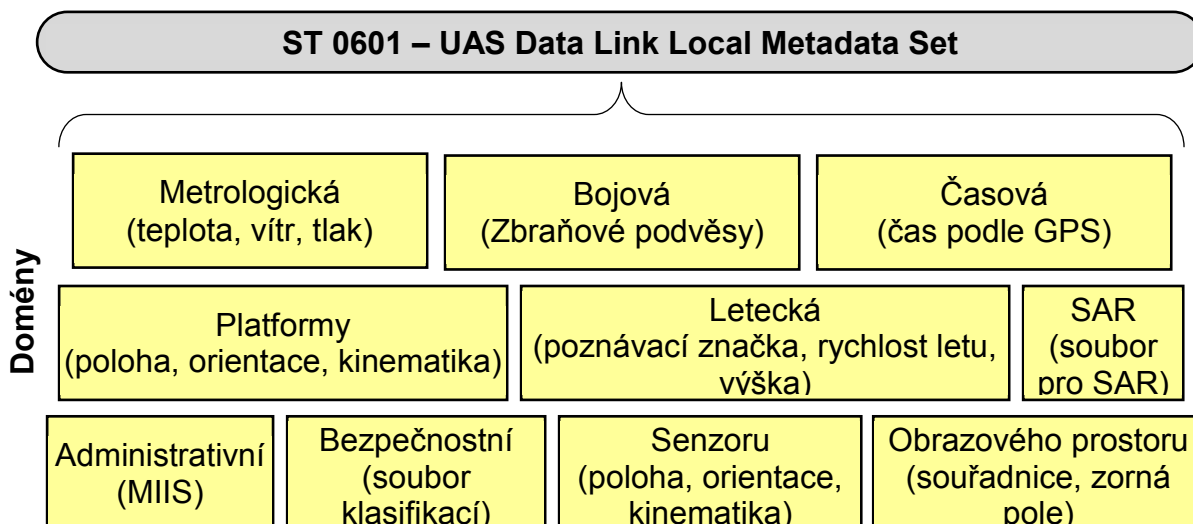 ST 0601 – UAS Data Link Local Metadata Set
Domény
Metrologická
(teplota, vítr, tlak)
Bojová
(Zbraňové podvěsy)
Časová
(čas podle GPS)
Platformy
(poloha, orientace, kinematika)
Letecká
(poznávací značka, rychlost letu,
výška)
SAR
(soubor
pro SAR)
Administrativní
(MIIS)
Bezpečnostní
(soubor
klasifikací)
Senzoru
(poloha, orientace,
kinematika)
Obrazového prostoru
(souřadnice, zorná
pole)